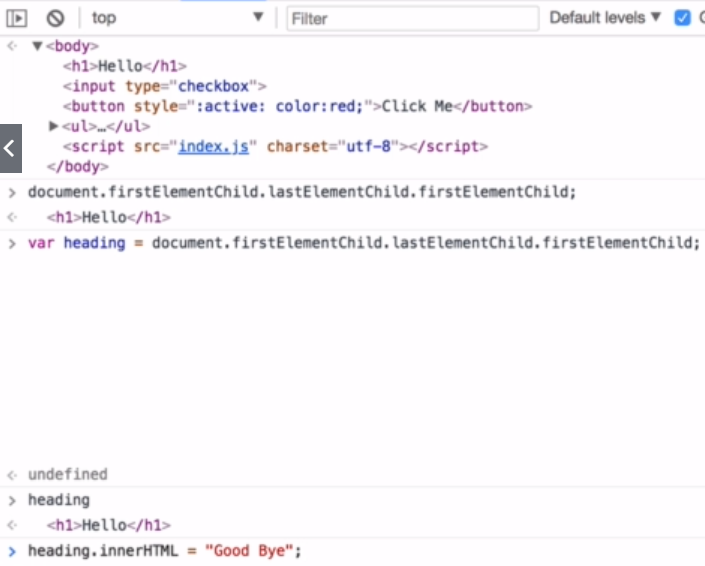 top Filter Default levels
<body>
<h1>Hello</h1>
<input type="checkbox">
<button style=":active: color:red;">Click Me</button>
<ul>…</ul>
<script src="index.js" charset="utf-8"></script>
</body>
> document.firstElementChild.lastElementChild.firstElementChild;
<h1>Hello</h1>
> var heading = document.firstElementChild.lastElementChild.firstElementChild;
undefined
> heading
<h1>Hello</h1>
> heading.innerHTML = "Good Bye";